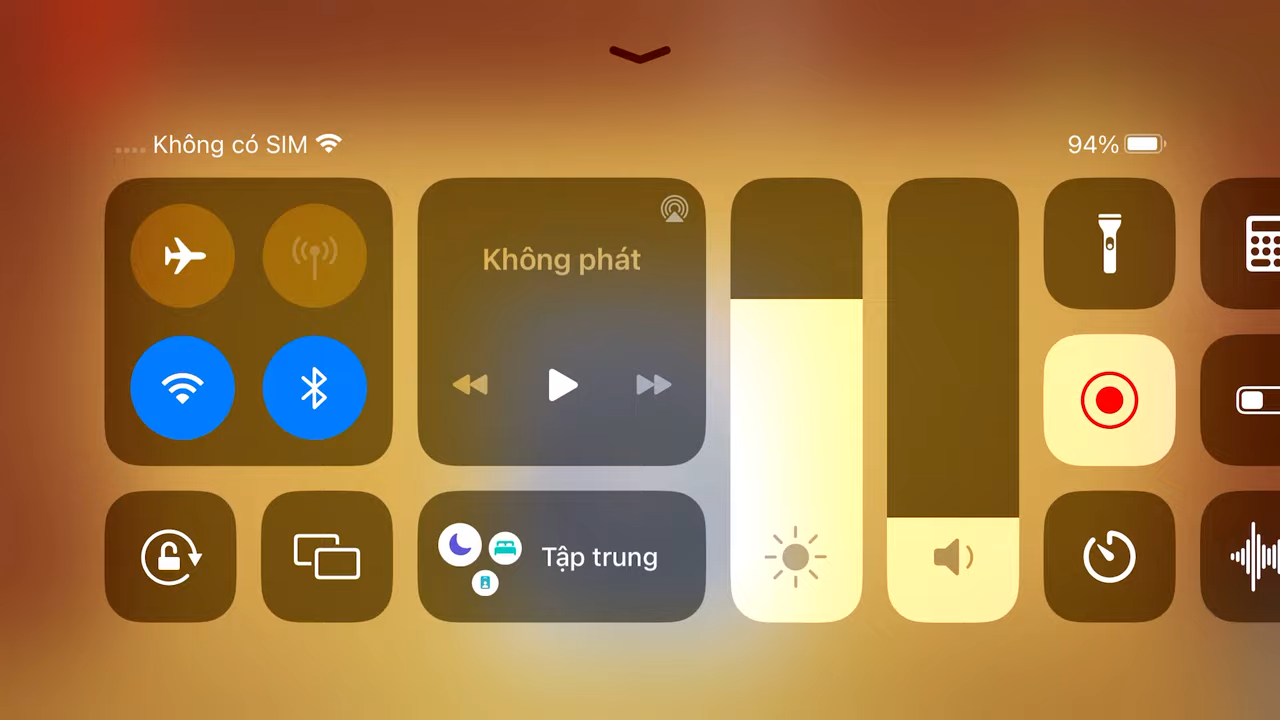 Không có SIM
94%
Không phát
Tập trung